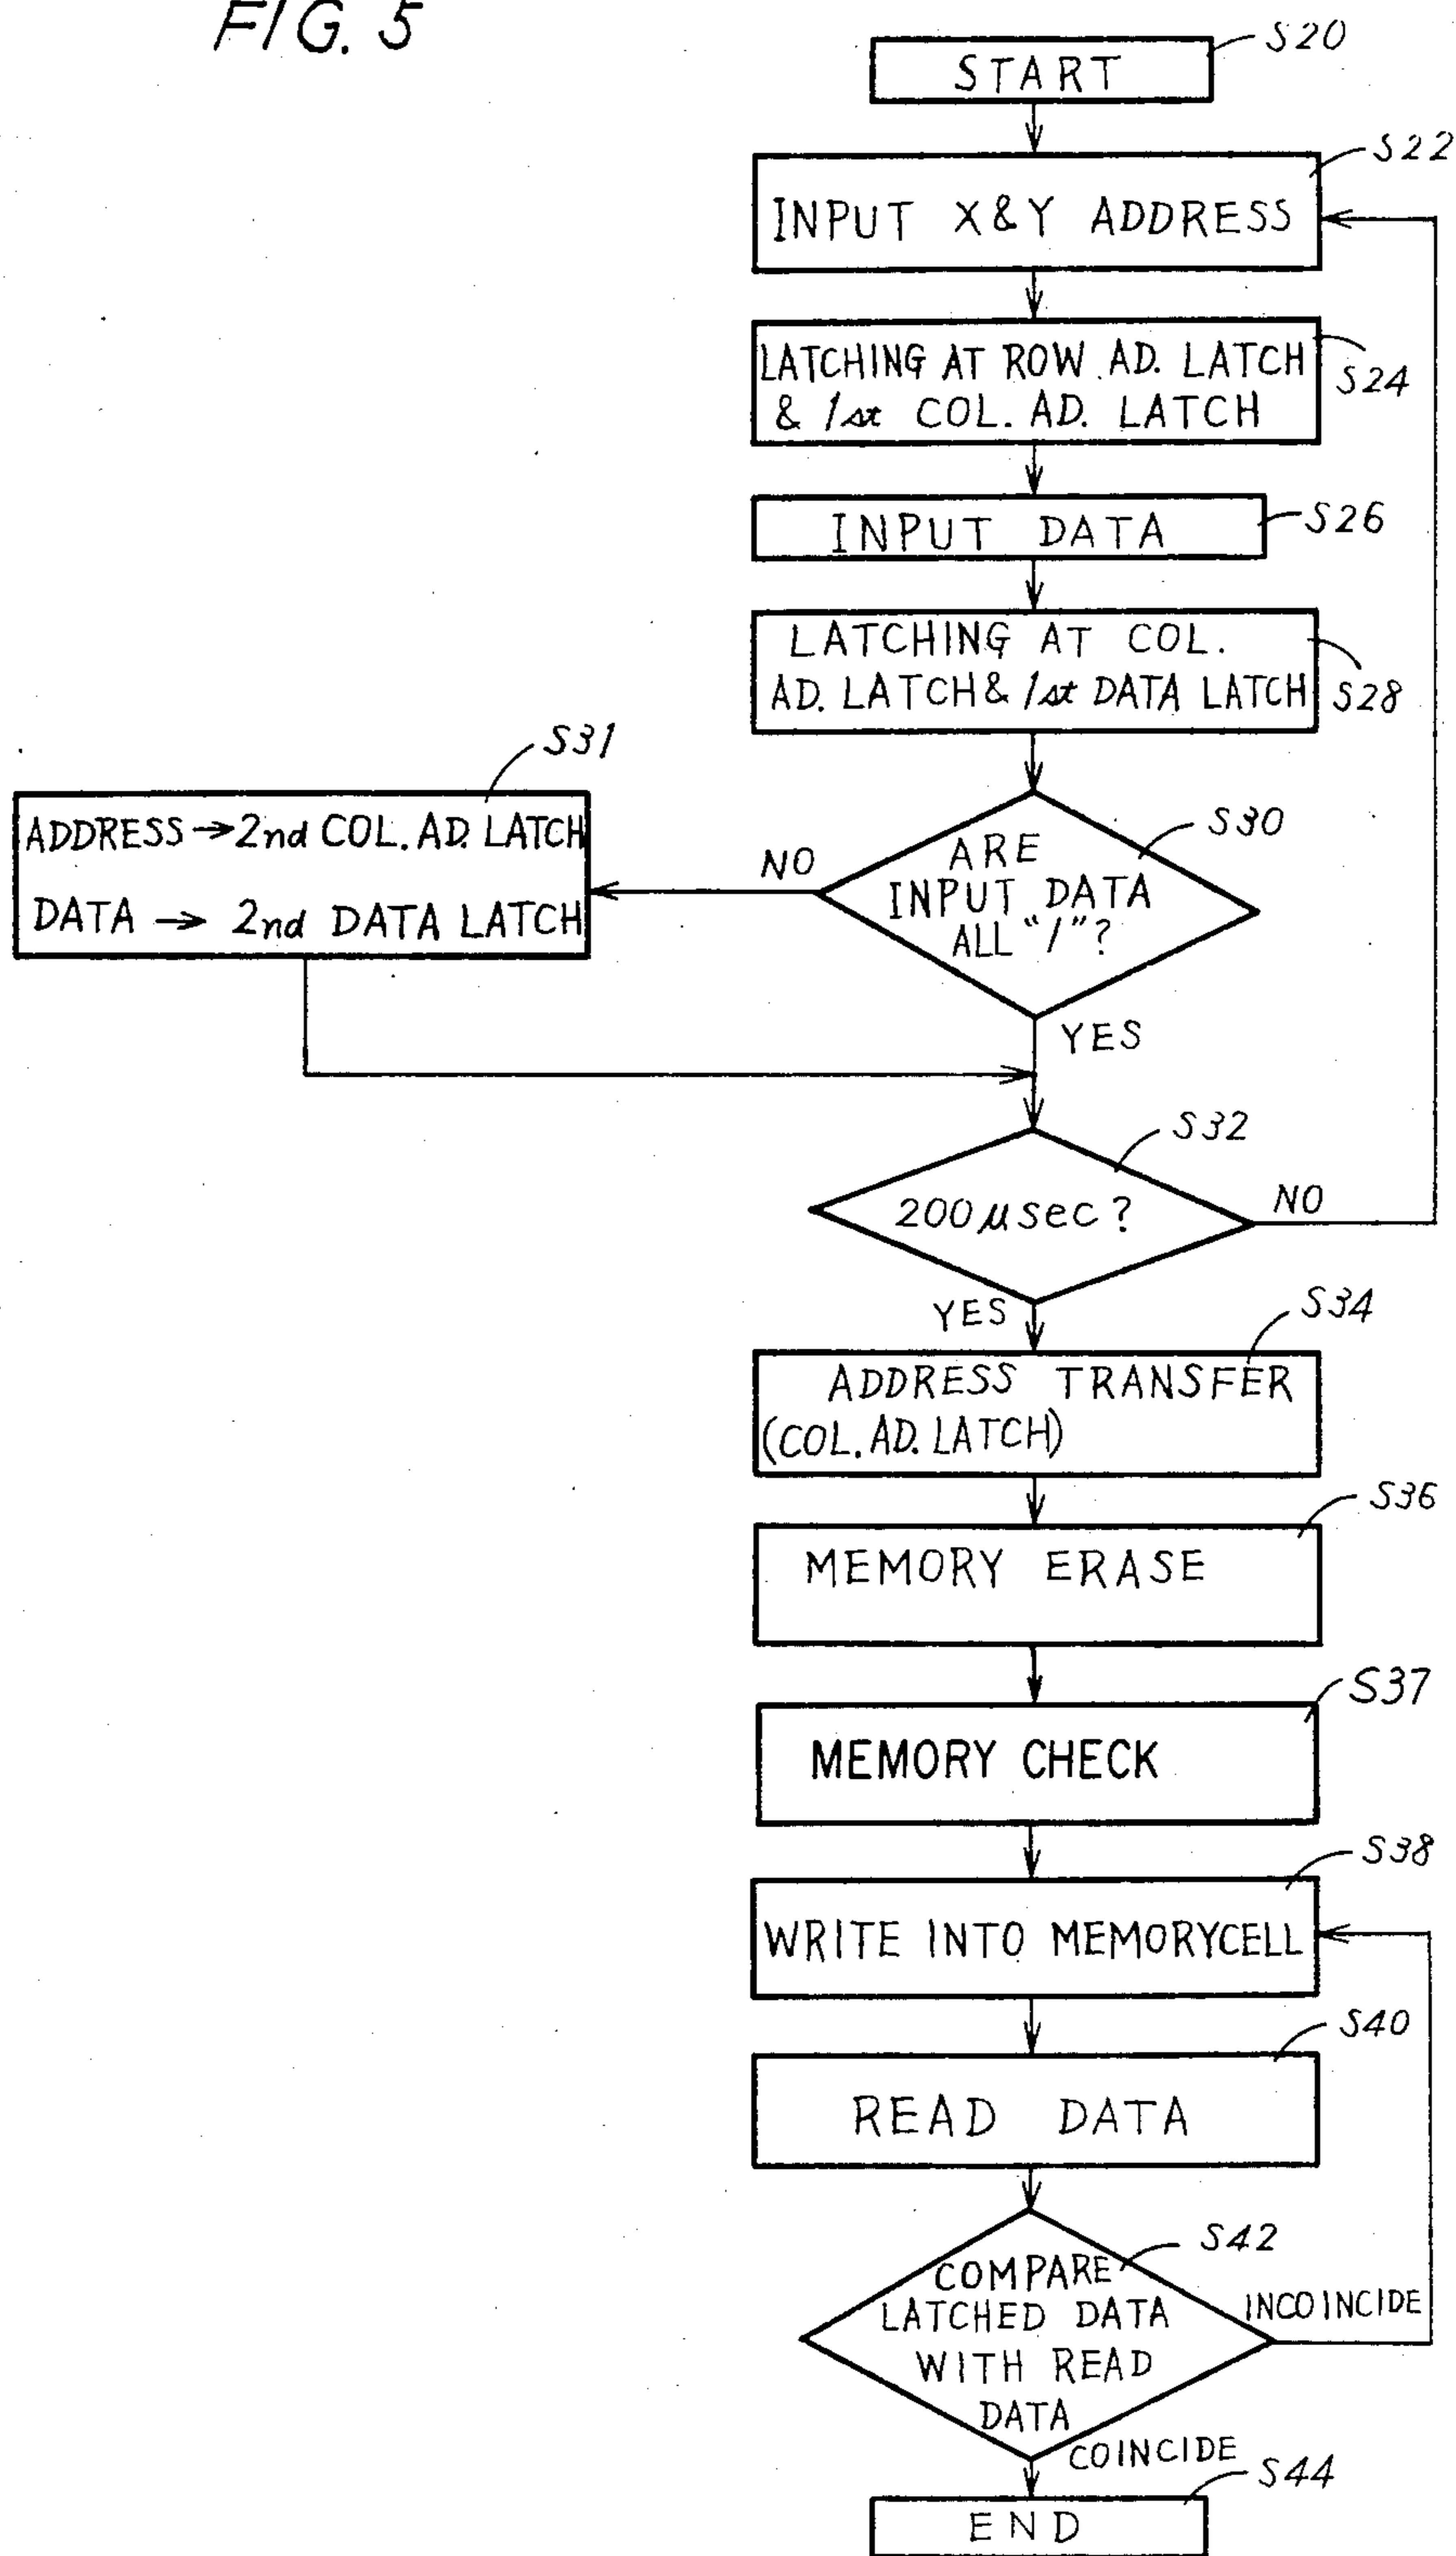 FIG. 5
S20
START
S22
INPUT X&Y ADDRESS
LATCHING AT ROW AD. LATCH
& 1st COL. AD. LATCH
S24
INPUT DATA
S26
LATCHING AT COL.
AD. LATCH & 1st DATA LATCH
S28
S31
ADDRESS → 2nd COL. AD. LATCH
DATA → 2nd DATA LATCH
NO
S30
ARE
INPUT DATA
ALL "1"?
YES
S32
200 µsec?
NO
YES
S34
ADDRESS TRANSFER
(COL. AD. LATCH)
S36
MEMORY ERASE
S37
MEMORY CHECK
S38
WRITE INTO MEMORYCELL
S40
READ DATA
S42
COMPARE
LATCHED DATA
WITH READ
DATA
INCOINCIDE
COINCIDE
S44
END